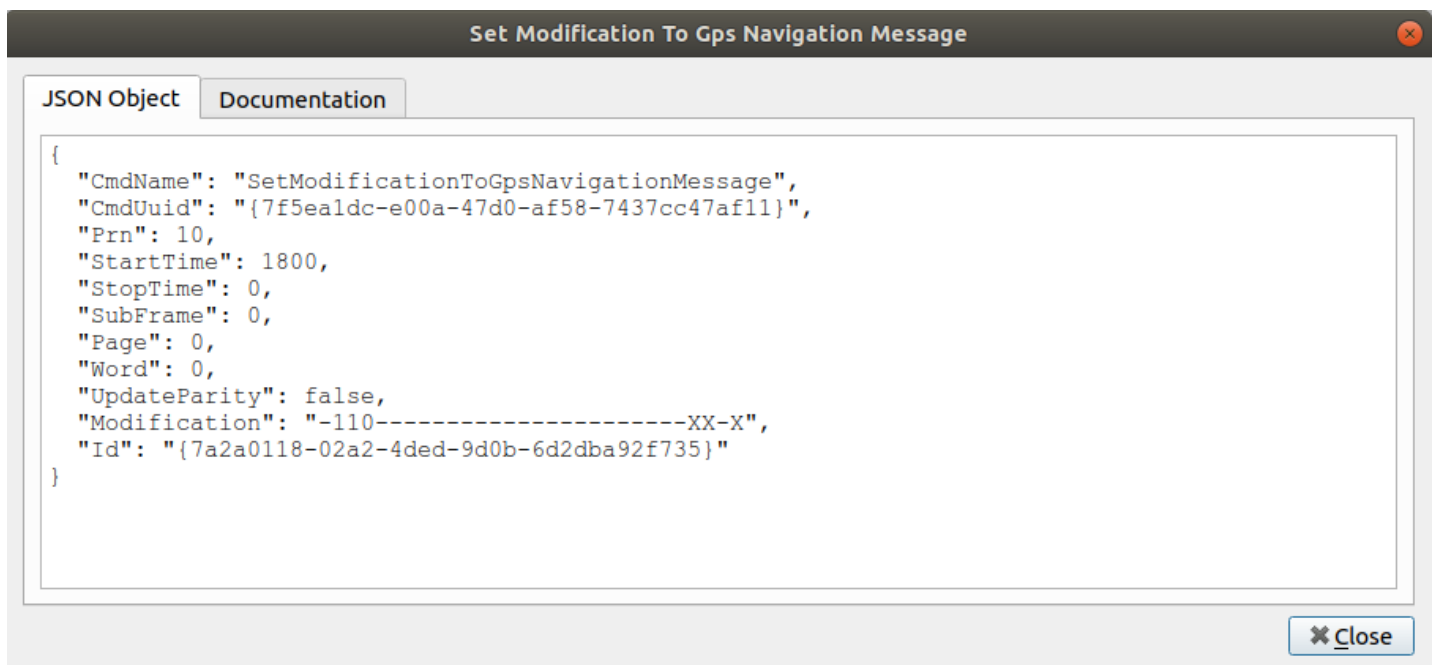 Set Modification To Gps Navigation Message
JSON Object
Documentation
{
"CmdName": "SetModificationToGpsNavigationMessage",
"CmdUuid": "{7f5ea1dc-e00a-47d0-af58-7437cc47af11}",
"Prn": 10,
"StartTime": 1800,
"StopTime": 0,
"SubFrame": 0,
"Page": 0,
"Word": 0,
"UpdateParity": false,
"Modification": "-110----------------------XX-X",
"Id": "{7a2a0118-02a2-4ded-9d0b-6d2dba92f735}"
}
Close